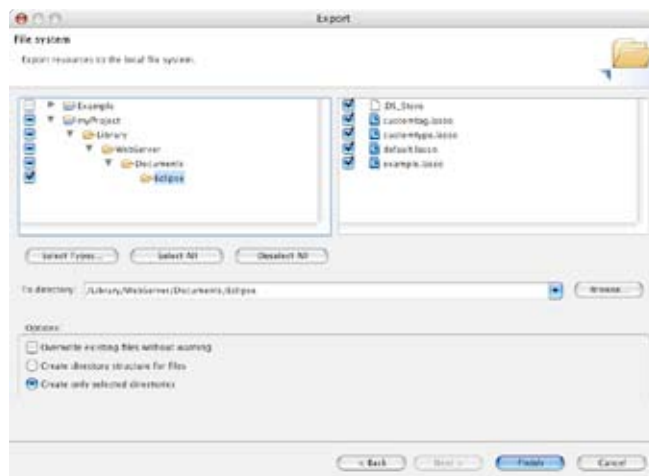 Export
File system
Export resources to the local file system.
Example
myProject
Library
WebServer
Documents
Eclipse
.DS_Store
customtag.lasso
customtype.lasso
default.lasso
example.lasso
Select Types...
Select All
Deselect All
To directory: /Library/WebServer/Documents/Eclipse
Browse...
Options:
Overwrite existing files without warning
Create directory structure for files
Create only selected directories
< Back
Next >
Finish
Cancel